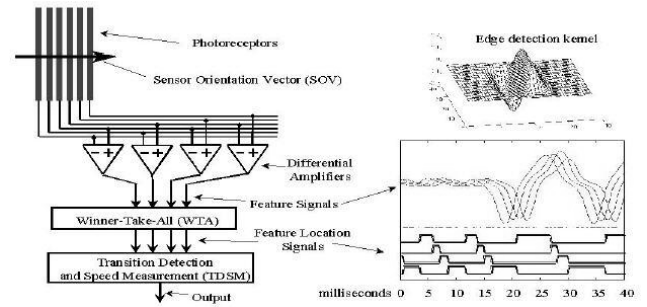 Photoreceptors
Sensor Orientation Vector (SOV)
Differential
Amplifiers
Feature Signals
Winner-Take-All (WTA)
Feature Location
Signals
Transition Detection
and Speed Measurement (TDSM)
Output
Edge detection kernel
milliseconds 0 5 10 15 20 25 30 35 40